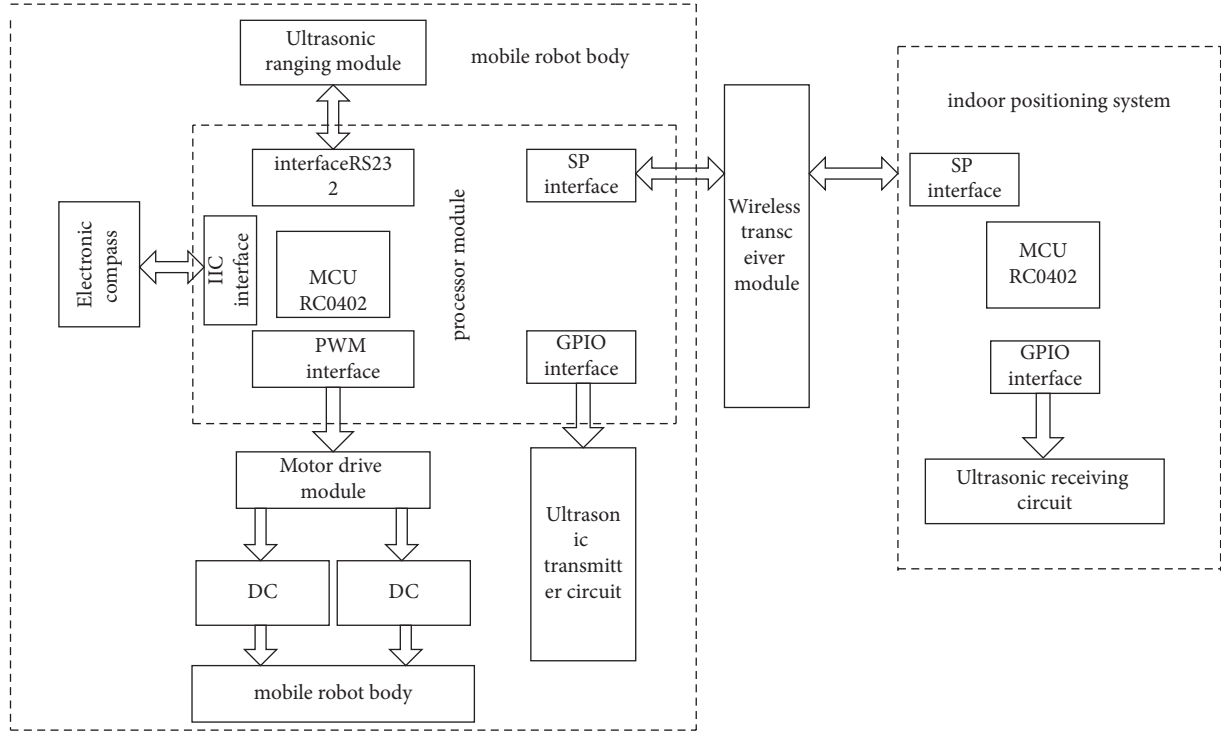 Ultrasonic
ranging module
mobile robot body
interfaceRS23
2
SP
interface
Electronic
compass
IIC
interface
MCU
RC0402
processor module
PWM
interface
GPIO
interface
Motor drive
module
DC
DC
mobile robot body
Ultrason
ic
transmitt
er circuit
Wireless
transc
eiver module
indoor positioning system
SP
interface
MCU
RC0402
GPIO
interface
Ultrasonic receiving
circuit